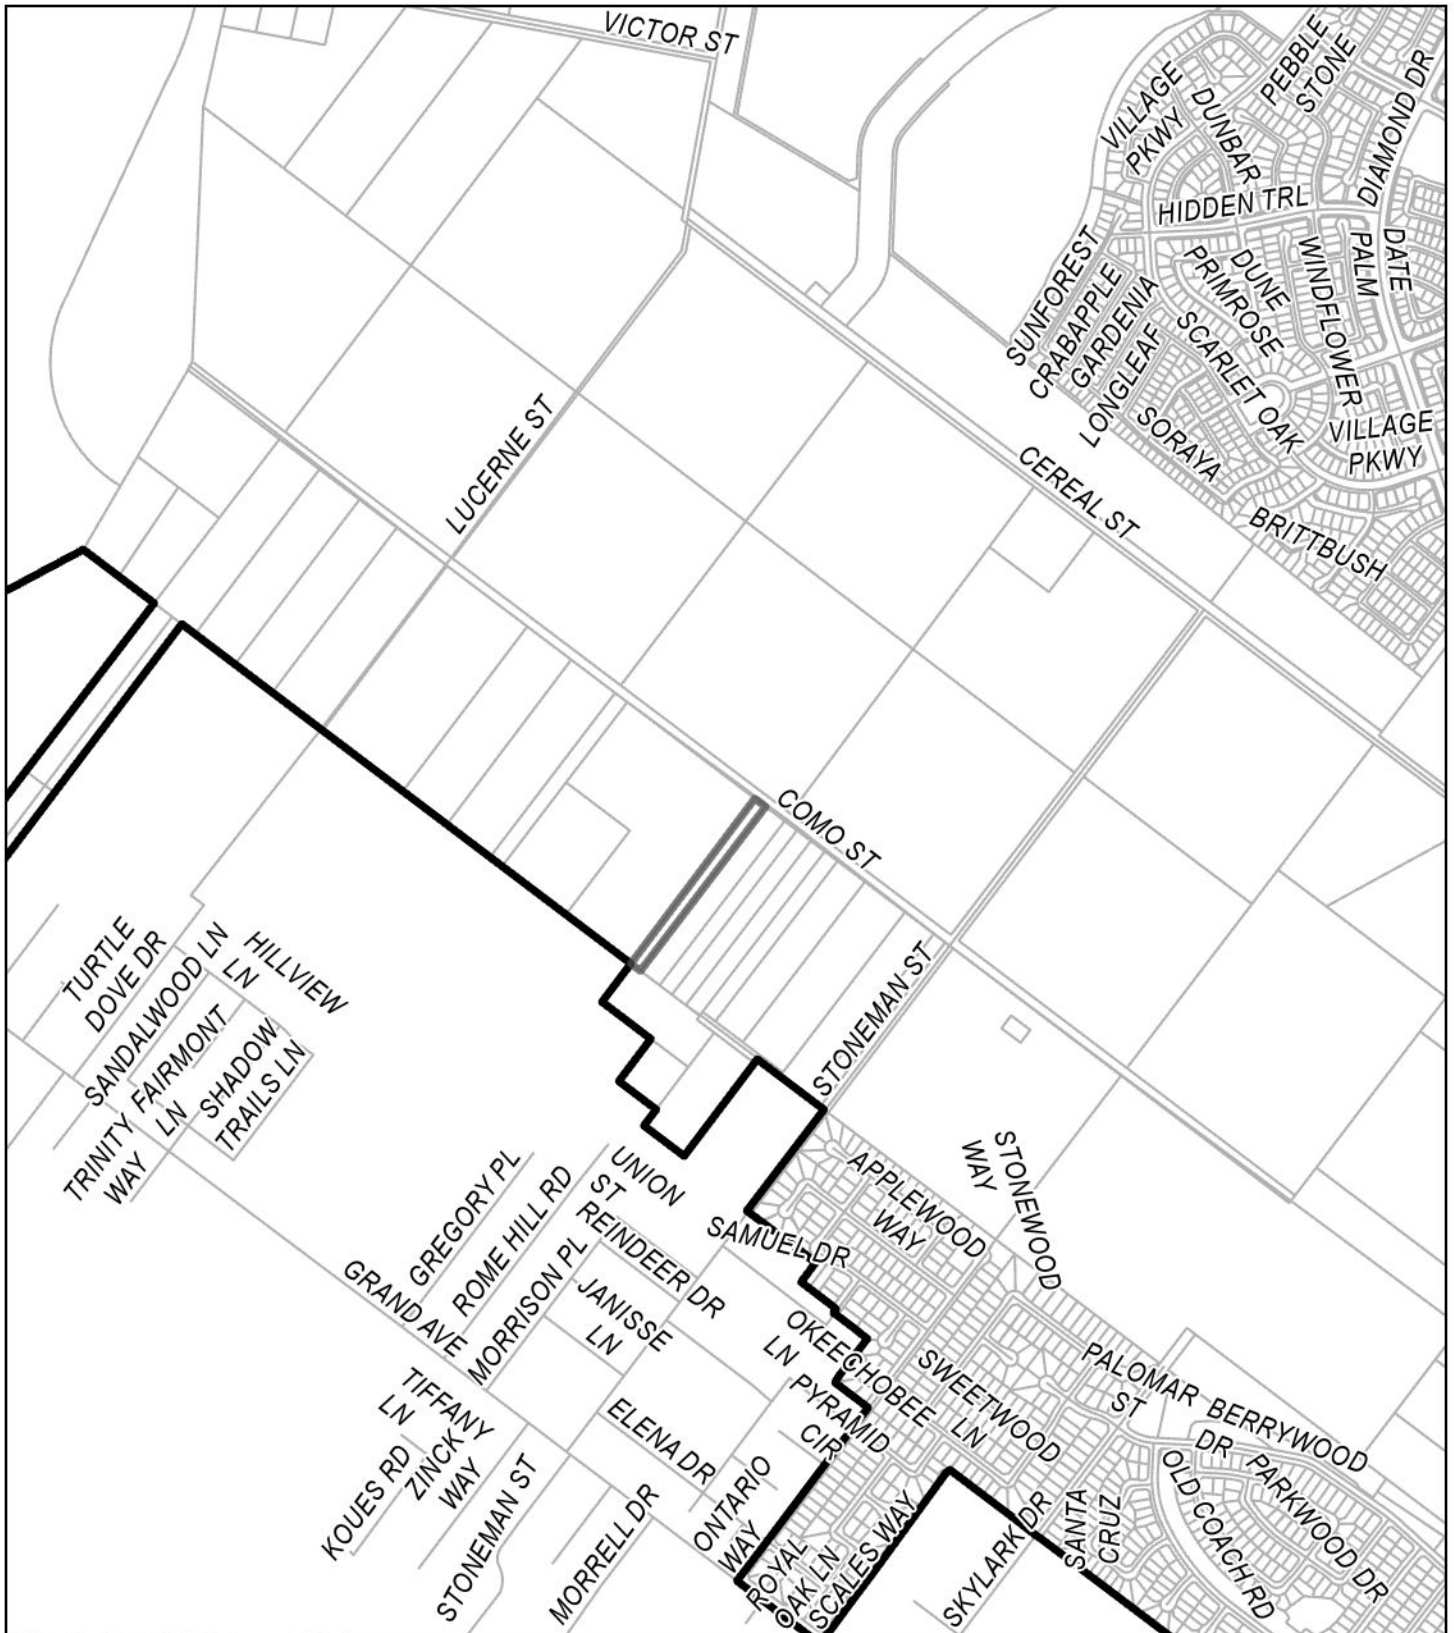 VICTOR ST
VILLAGE
PKWY
DUNBAR
PEBBLE
STONE
DIAMOND DR
HIDDEN TRL
SUNFOREST
CRABAPPLE
GARDENIA
LONGLEAF
PRIMROSE
DUNE
WINDFLOWER
PALM
DATE
SCARLET OAK
SORAYA
VILLAGE
PKWY
LUCERNE ST
CEREAL ST
BRITTBUSH
COMO ST
TURTLE
DOVE DR
SANDALWOOD LN
HILLVIEW
LN
STONEMAN ST
TRINITY
WAY
FAIRMONT
LN
SHADOW
TRAILS LN
GREGORY PL
ROME HILL RD
UNION
ST
APPLEWOOD
WAY
STONEWOOD
WAY
SAMUEL DR
REINDEER DR
MORRISON PL
GRAND AVE
JANISSE
LN
OKEECHOBEE
LN
SWEETWOOD
LN
PALOMAR
ST
BERRYWOOD
DR
TIFFANY
LN
ZINCK
WAY
KOUES RD
ELENA DR
PYRAMID
CIR
ONTARIO
WAY
STONEMAN ST
MORRELL DR
ROYAL
OAK LN
SCALES WAY
SKYLARK DR
SANTA
CRUZ
OLD COACH RD
PARKWOOD DR